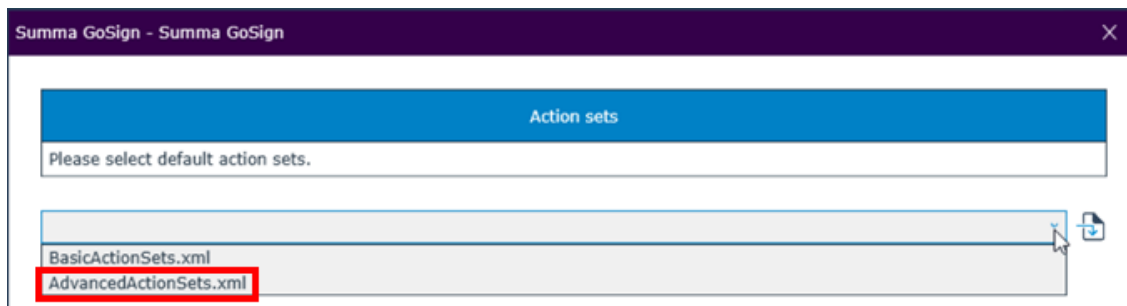 Summa GoSign - Summa GoSign
Action sets
Please select default action sets.
BasicActionSets.xml
AdvancedActionSets.xml